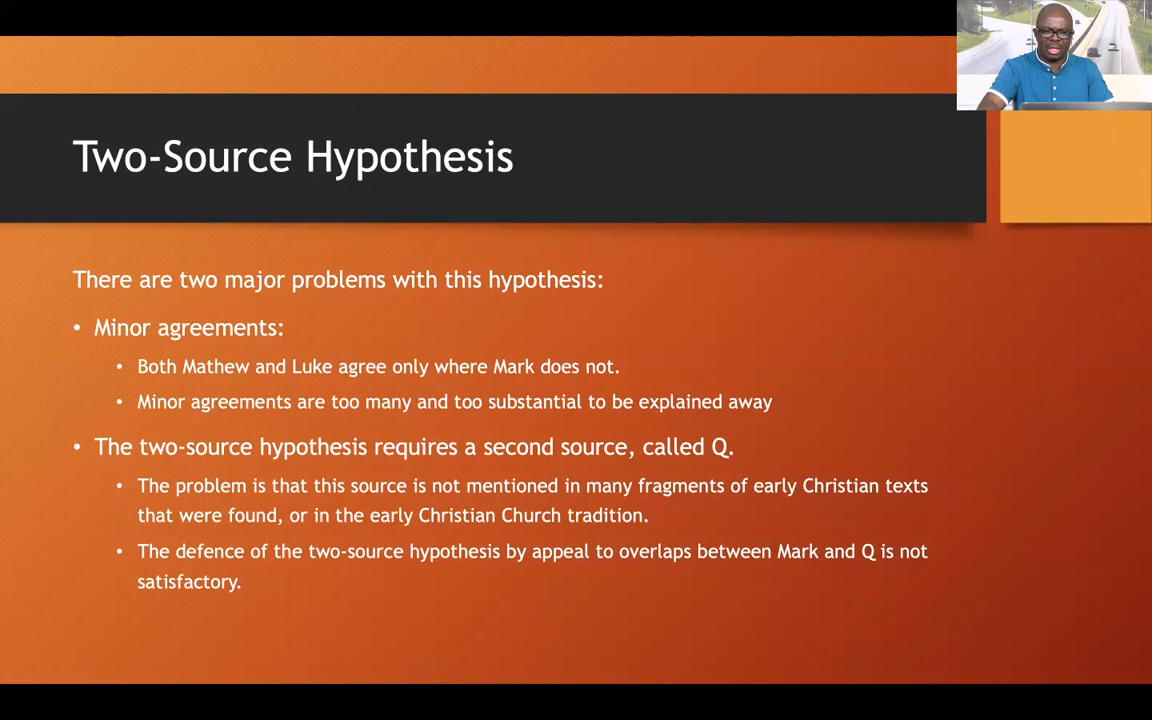 Two-Source Hypothesis
There are two major problems with this hypothesis:
• Minor agreements:
• Both Mathew and Luke agree only where Mark does not.
• Minor agreements are too many and too substantial to be explained away
• The two-source hypothesis requires a second source, called Q.
• The problem is that this source is not mentioned in many fragments of early Christian texts
that were found, or in the early Christian Church tradition.
• The defence of the two-source hypothesis by appeal to overlaps between Mark and Q is not
satisfactory.